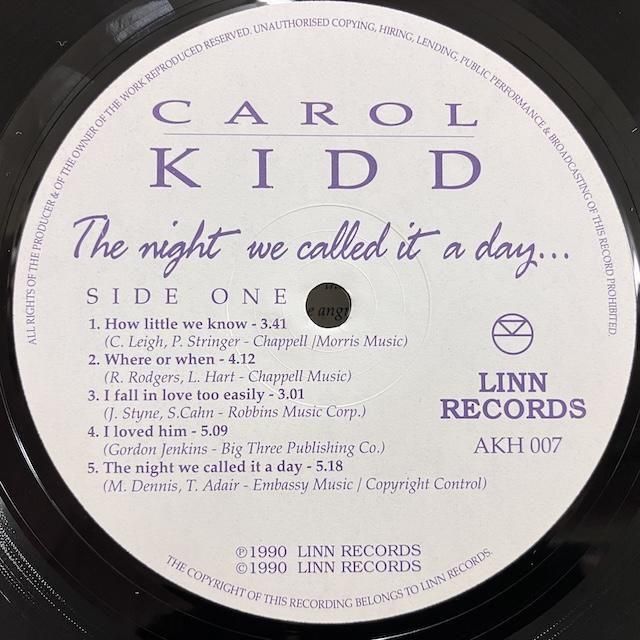 ALL RIGHTS OF THE PRODUCER & OF THE OWNER OF THE WORK REPRODUCED RESERVED. UNAUTHORISED COPYING, HIRING, LENDING, PUBLIC PERFORMANCE & BROADCASTING OF THIS RECORD PROHIBITED.
CAROL
KIDD
The night we called it a day...
SIDE ONE
1. How little we know - 3.41
(C. Leigh, P. Stringer - Chappell /Morris Music)
2. Where or when - 4.12
(R. Rodgers, L. Hart - Chappell Music)
3. I fall in love too easily - 3.01
(J. Styne, S.Cahn - Robbins Music Corp.)
4. I loved him - 5.09
(Gordon Jenkins - Big Three Publishing Co.)
5. The night we called it a day - 5.18
(M. Dennis, T. Adair - Embassy Music / Copyright Control)
LINN
RECORDS
AKH 007
℗1990 LINN RECORDS
©1990 LINN RECORDS
THE COPYRIGHT OF THIS RECORDING BELONGS TO LINN RECORDS.